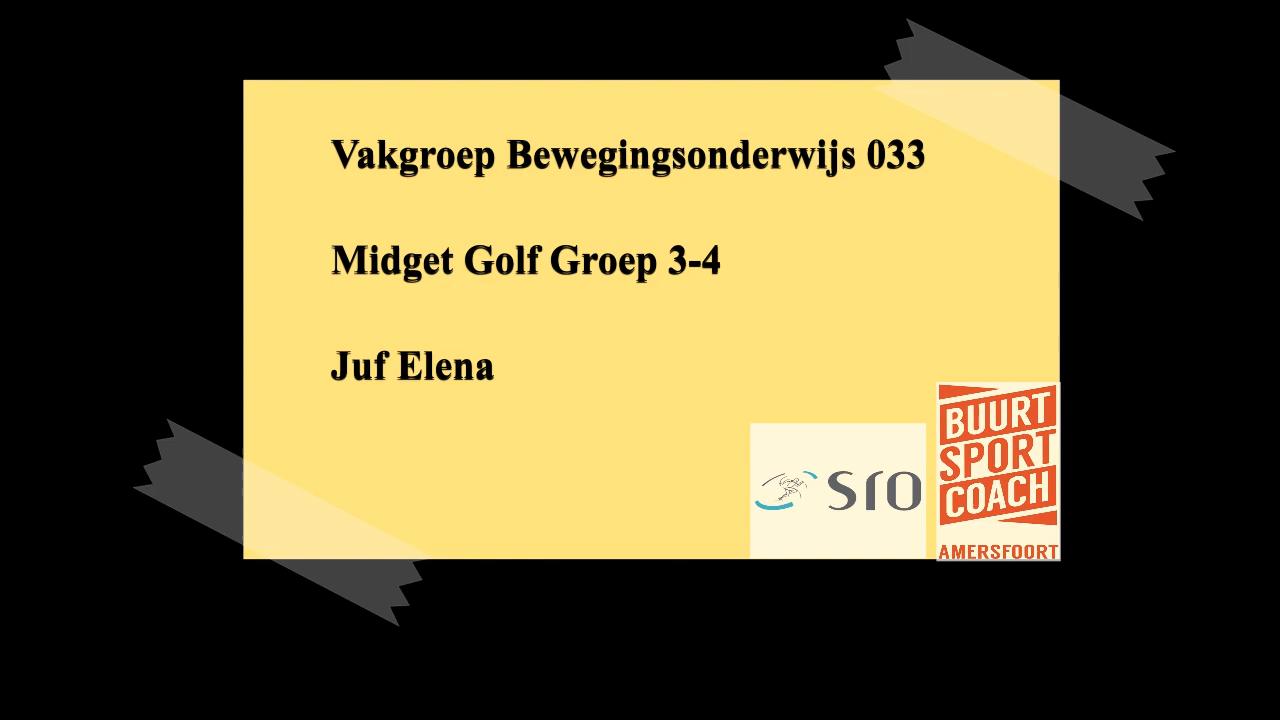 Vakgroep Bewegingsonderwijs 033
Midget Golf Groep 3-4
Juf Elena
sro
BUURT
SPORT
COACH
AMERSFOORT